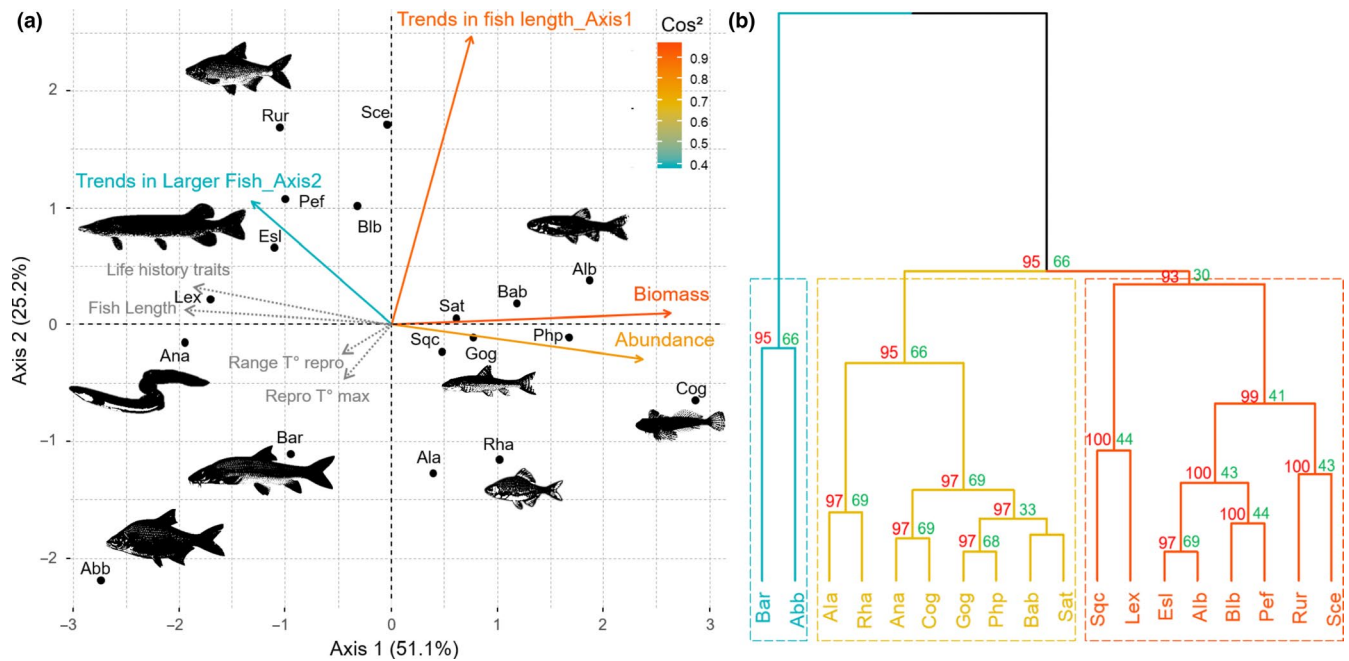 (a)
Trends in fish length_Axis1
Cos²
0.9
0.8
0.7
0.6
0.5
0.4
Rur
Sce
Trends in Larger Fish_Axis2
Pef
Blb
Esl
Life history traits
Lex
Fish Length
Alb
Bab
Biomass
Sat
Ana
Sqc
Gog
Php
Abundance
Range T° repro
Repro T° max
Cog
Bar
Ala
Rha
Abb
2
1
0
−1
−2
Axis 2 (25.2%)
−3
−2
−1
0
1
2
3
Axis 1 (51.1%)
(b)
95 66
93 30
95 66
95 66
99 41
100 44
100 43
100 43
97 69
97 69
97 33
100 44
97 69
97 68
97 69
Bar
Abb
Ala
Rha
Ana
Cog
Gog
Php
Bab
Sat
Sqc
Lex
Esl
Alb
Blb
Pef
Rur
Sce